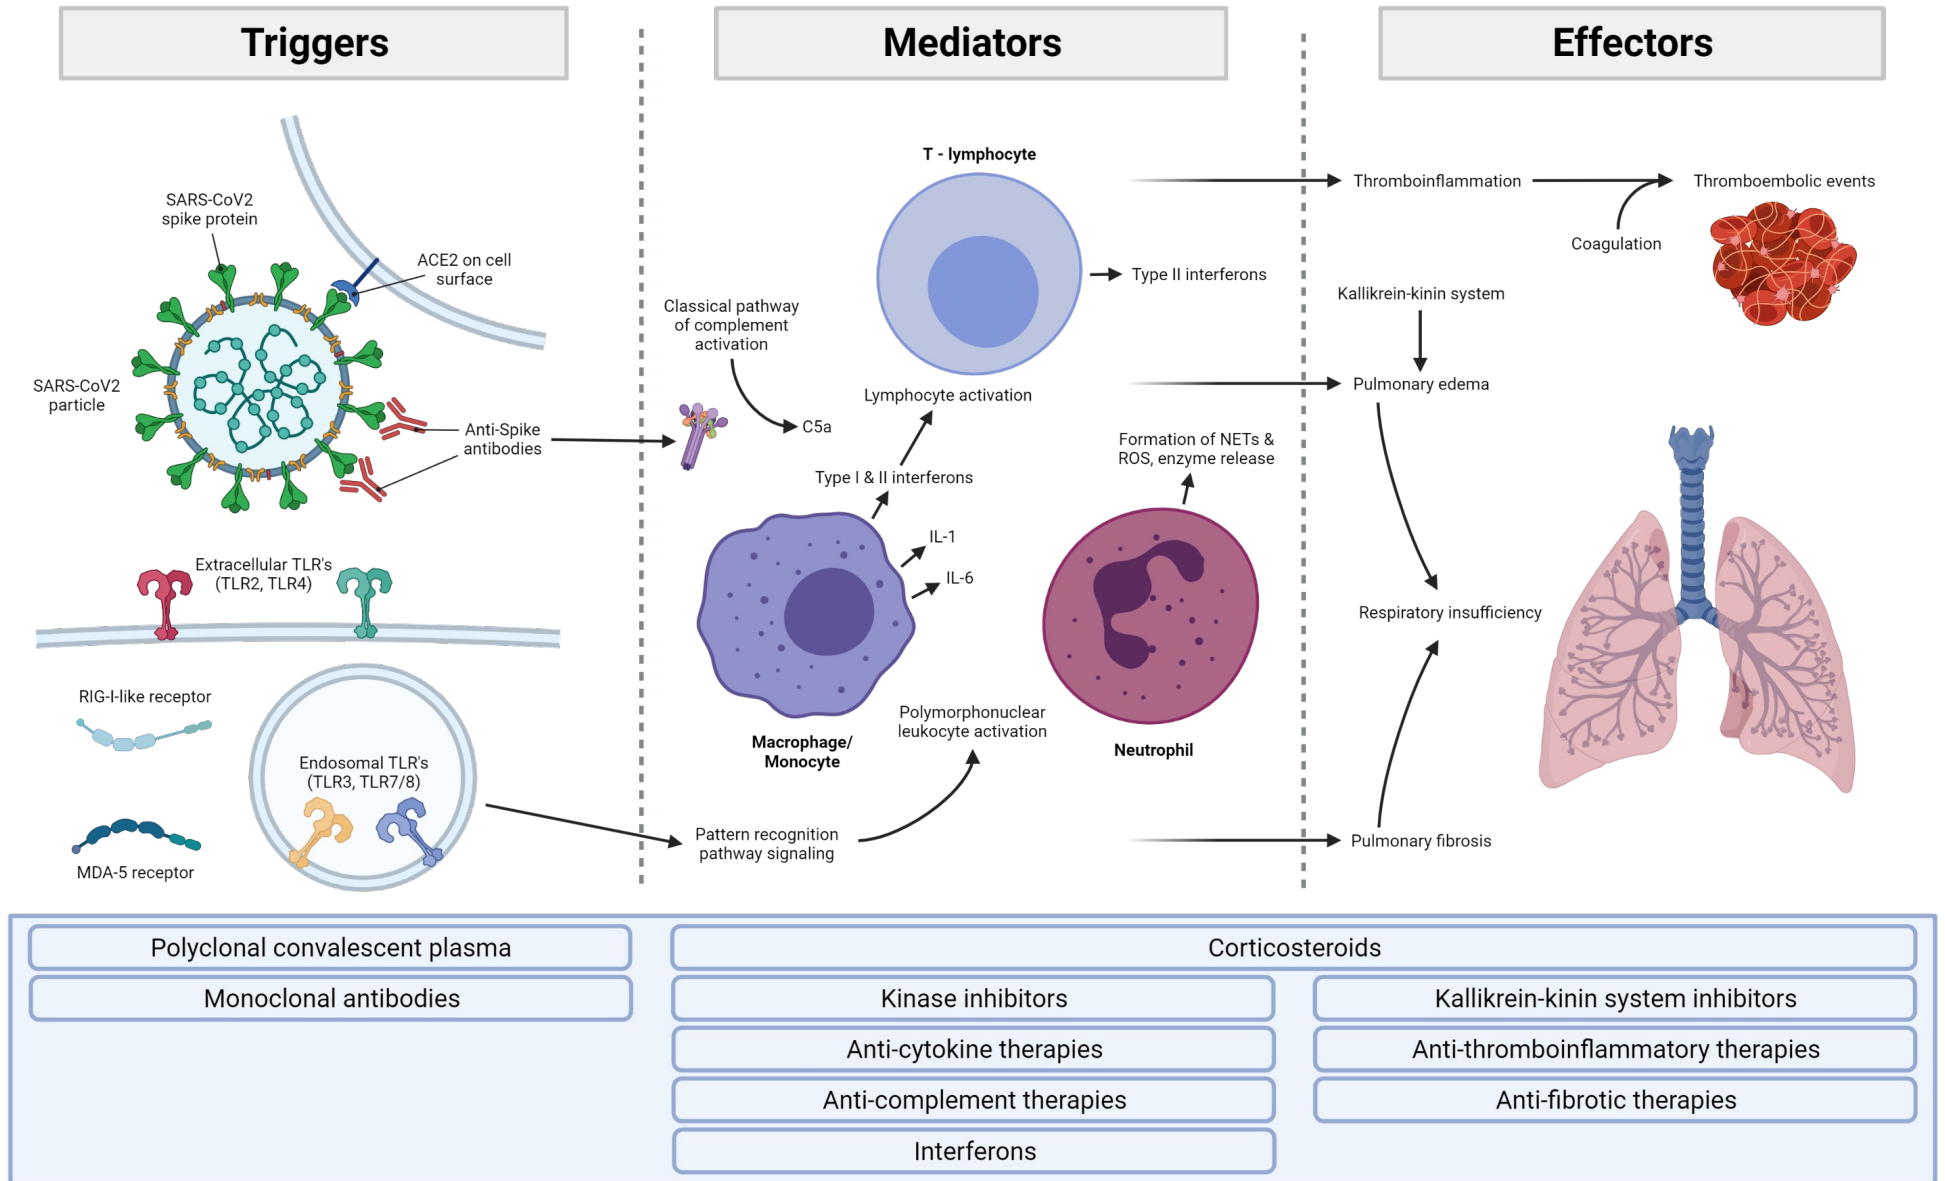 Triggers
Mediators
Effectors
SARS-CoV2
spike protein
ACE2 on cell
surface
SARS-CoV2
particle
Anti-Spike
antibodies
Extracellular TLR's
(TLR2, TLR4)
RIG-I-like receptor
Endosomal TLR's
(TLR3, TLR7/8)
MDA-5 receptor
T - lymphocyte
Type II interferons
Classical pathway
of complement
activation
C5a
Lymphocyte activation
Type I & II interferons
IL-1
IL-6
Formation of NETs &
ROS, enzyme release
Macrophage/
Monocyte
Polymorphonuclear
leukocyte activation
Neutrophil
Pattern recognition
pathway signaling
Thromboinflammation
Thromboembolic events
Coagulation
Kallikrein-kinin system
Pulmonary edema
Respiratory insufficiency
Pulmonary fibrosis
Polyclonal convalescent plasma
Monoclonal antibodies
Corticosteroids
Kinase inhibitors
Anti-cytokine therapies
Anti-complement therapies
Interferons
Kallikrein-kinin system inhibitors
Anti-thromboinflammatory therapies
Anti-fibrotic therapies